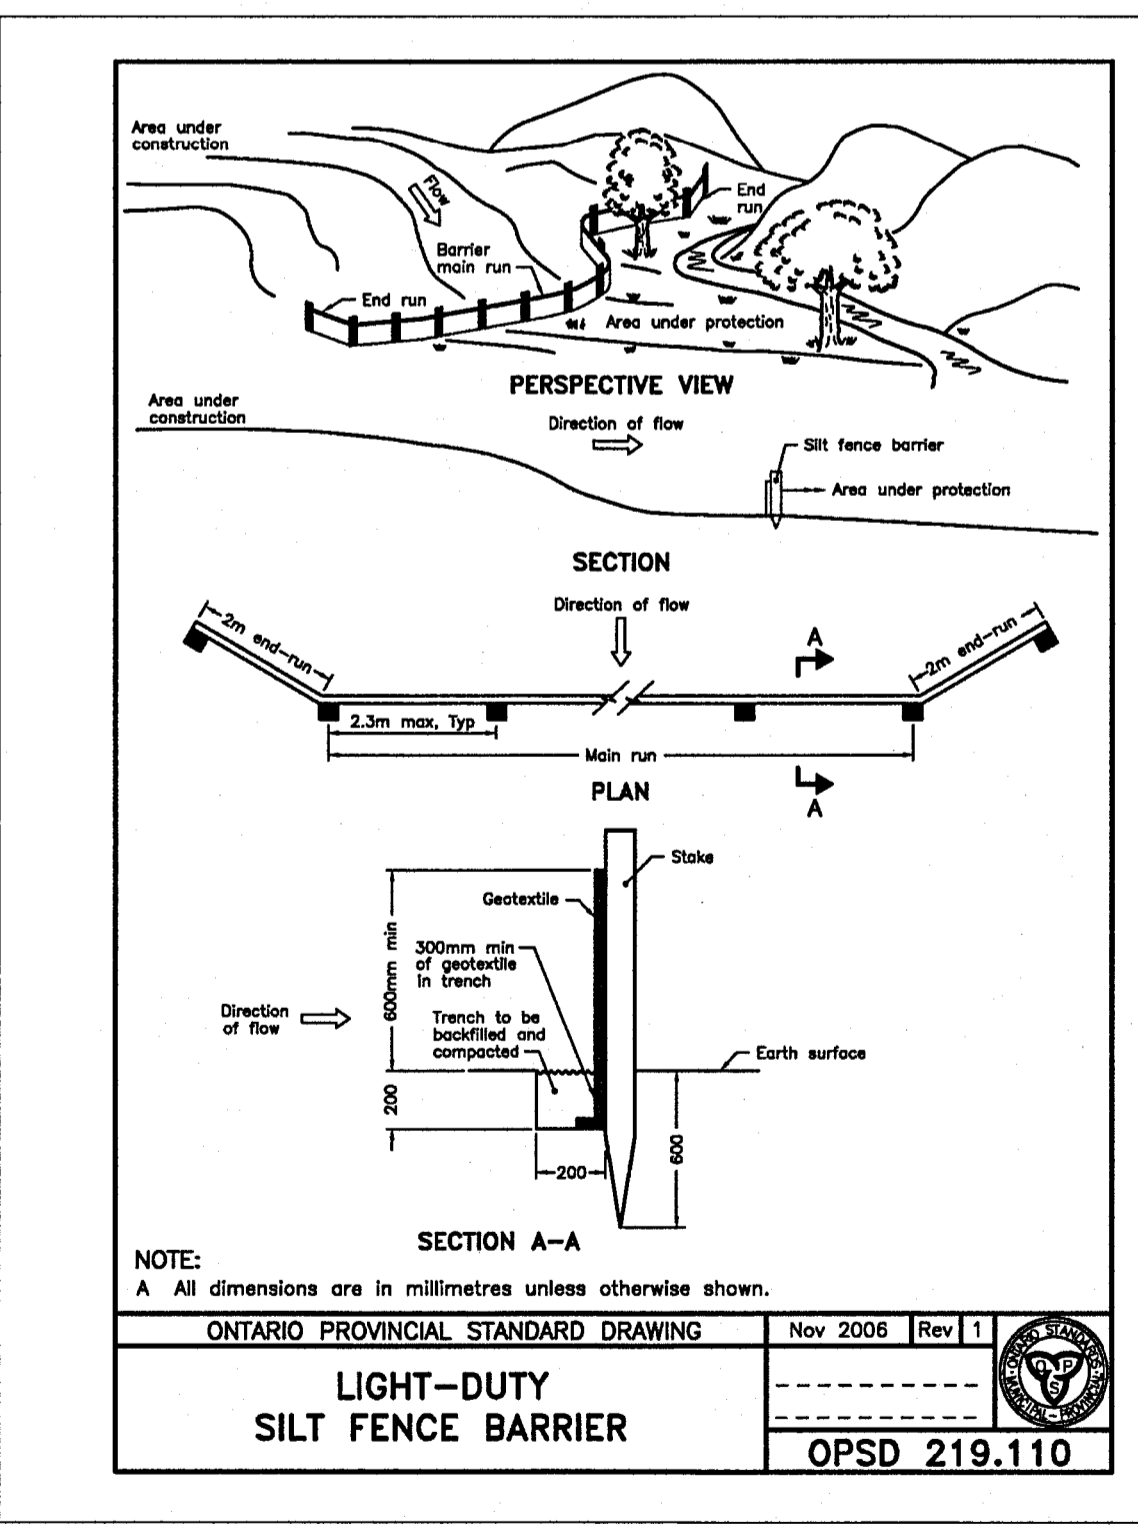 Area under
construction
Flow
End
run
Barrier
main run
End run
Area under protection
PERSPECTIVE VIEW
Area under
construction
Direction of flow
Silt fence barrier
Area under protection
SECTION
Direction of flow
2m end-run
A
2m end-run
2.3m max, Typ
Main run
PLAN
A
Stake
Geotextile
600mm min
300mm min
of geotextile
in trench
Direction
of flow
Trench to be
backfilled and
compacted
Earth surface
200
200
600
SECTION A-A
NOTE:
A All dimensions are in millimetres unless otherwise shown.
ONTARIO PROVINCIAL STANDARD DRAWING
Nov 2006
Rev
1
ONTARIO STANDARDS
MUNICIPAL - PROVINCIAL
O P
S
LIGHT-DUTY
SILT FENCE BARRIER
OPSD 219.110